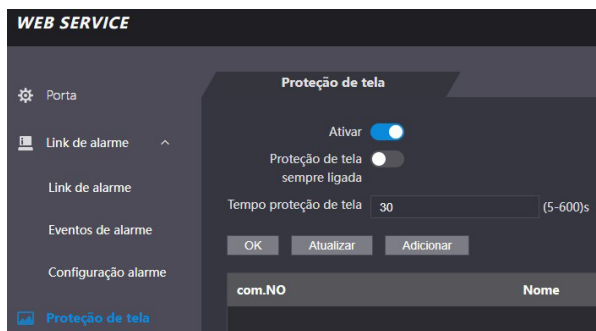 WEB SERVICE
Porta
Link de alarme
Link de alarme
Eventos de alarme
Configuração alarme
Proteção de tela
Proteção de tela
Ativar
Proteção de tela
sempre ligada
Tempo proteção de tela 30 (5-600)s
OK Atualizar Adicionar
com.NO Nome